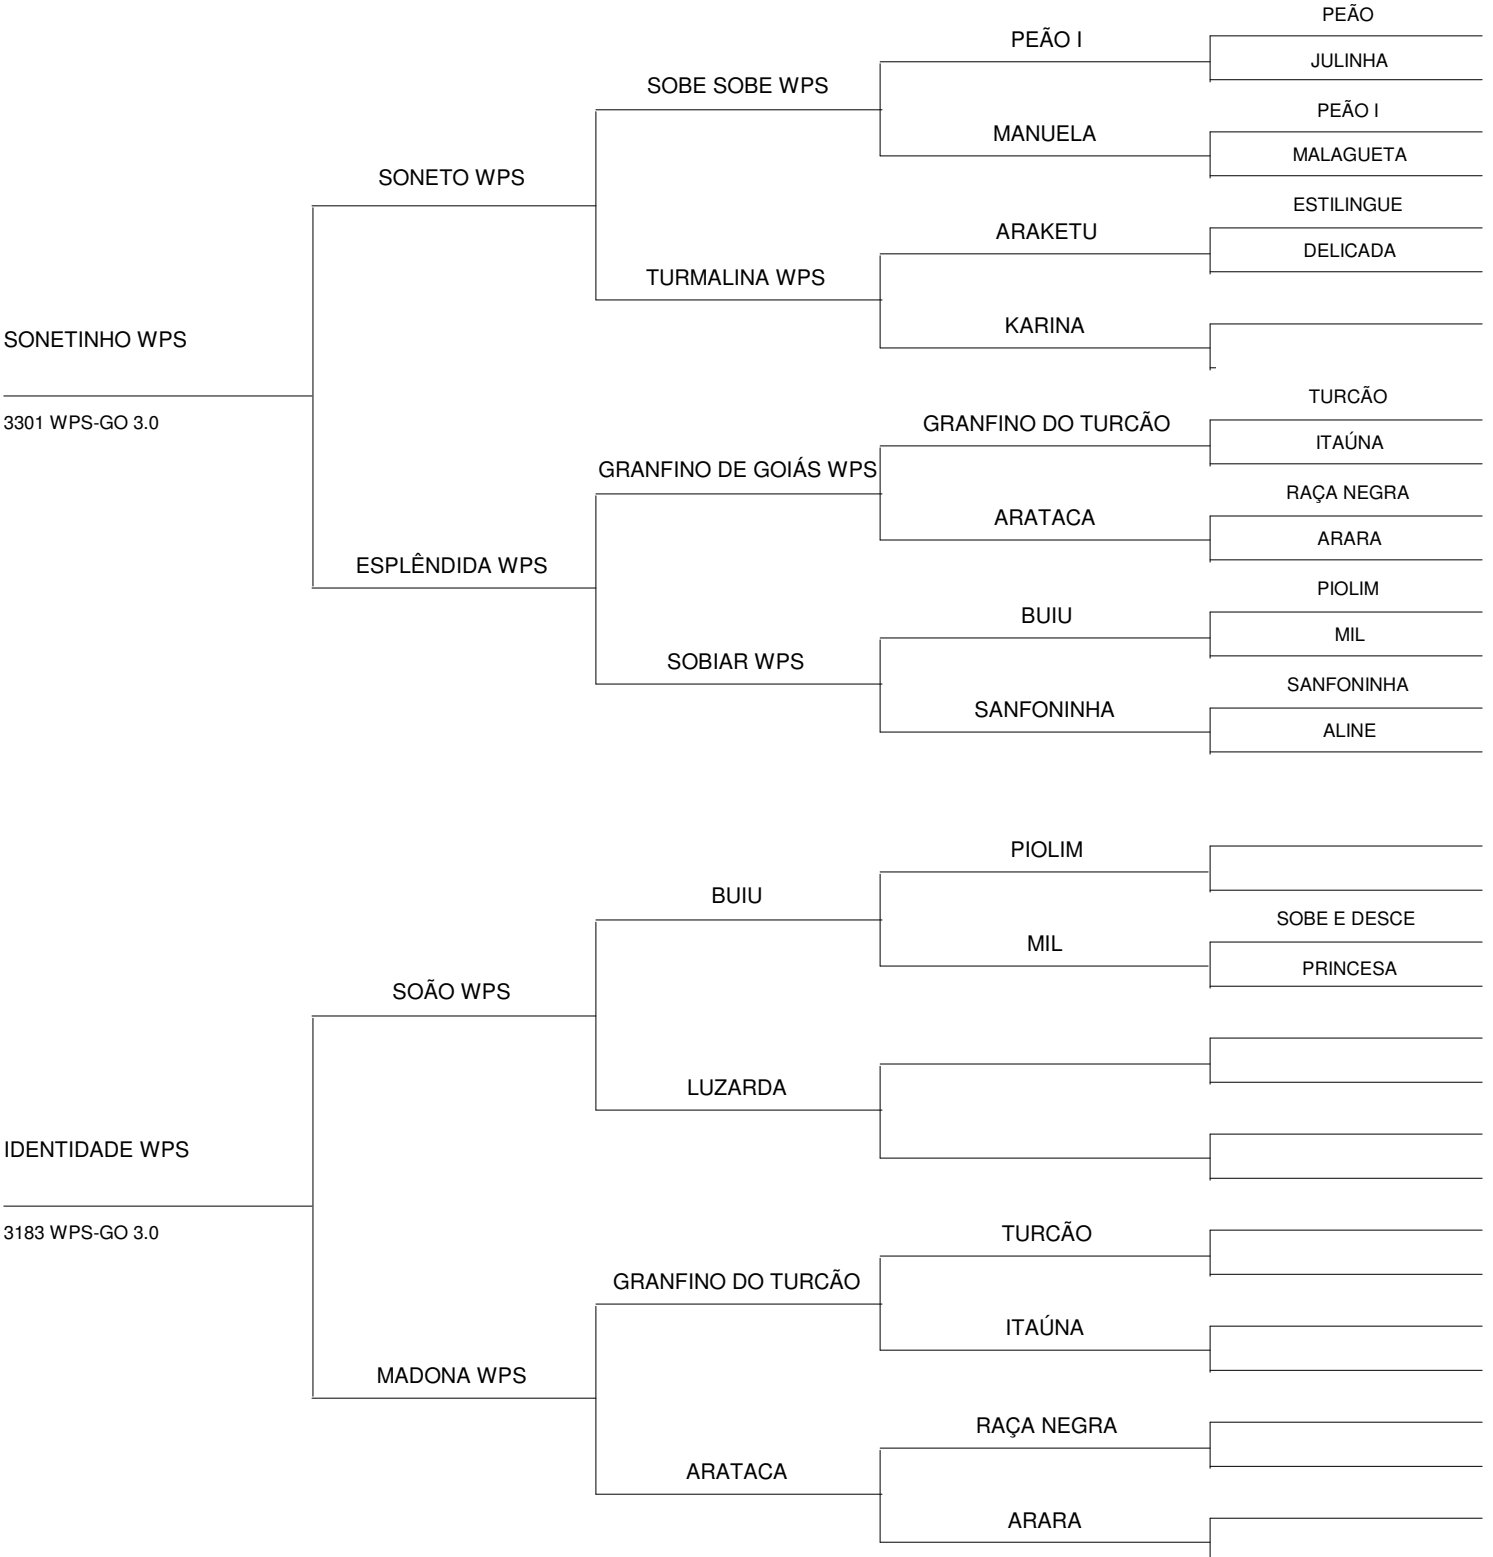 PEÃO
PEÃO I
JULINHA
SOBE SOBE WPS
PEÃO I
MANUELA
MALAGUETA
SONETO WPS
ESTILINGUE
ARAKETU
DELICADA
TURMALINA WPS
KARINA
SONETINHO WPS
TURCÃO
3301 WPS-GO 3.0
GRANFINO DO TURCÃO
ITAÚNA
GRANFINO DE GOIÁS WPS
RAÇA NEGRA
ARATACA
ARARA
ESPLÊNDIDA WPS
PIOLIM
BUIU
MIL
SOBIAR WPS
SANFONINHA
SANFONINHA
ALINE
PIOLIM
BUIU
SOBE E DESCE
MIL
PRINCESA
SOÃO WPS
LUZARDA
IDENTIDADE WPS
3183 WPS-GO 3.0
TURCÃO
GRANFINO DO TURCÃO
ITAÚNA
MADONA WPS
RAÇA NEGRA
ARATACA
ARARA